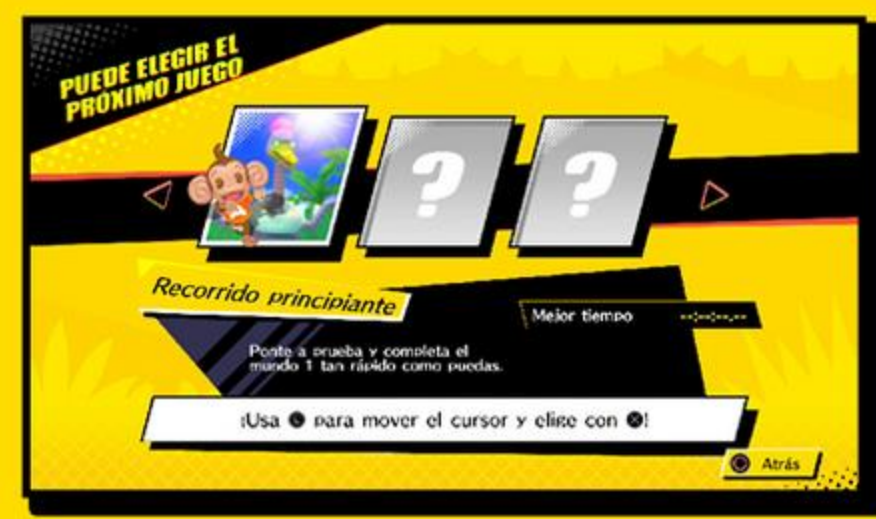 PUEDE ELEGIR EL
PRÓXIMO JUEGO
?
?
Recorrido principiante
Mejor tiempo --:--:--.--
Ponte a prueba y completa el
mundo 1 tan rápido como puedas.
¡Usa L para mover el cursor y elige con ⊗!
Atrás